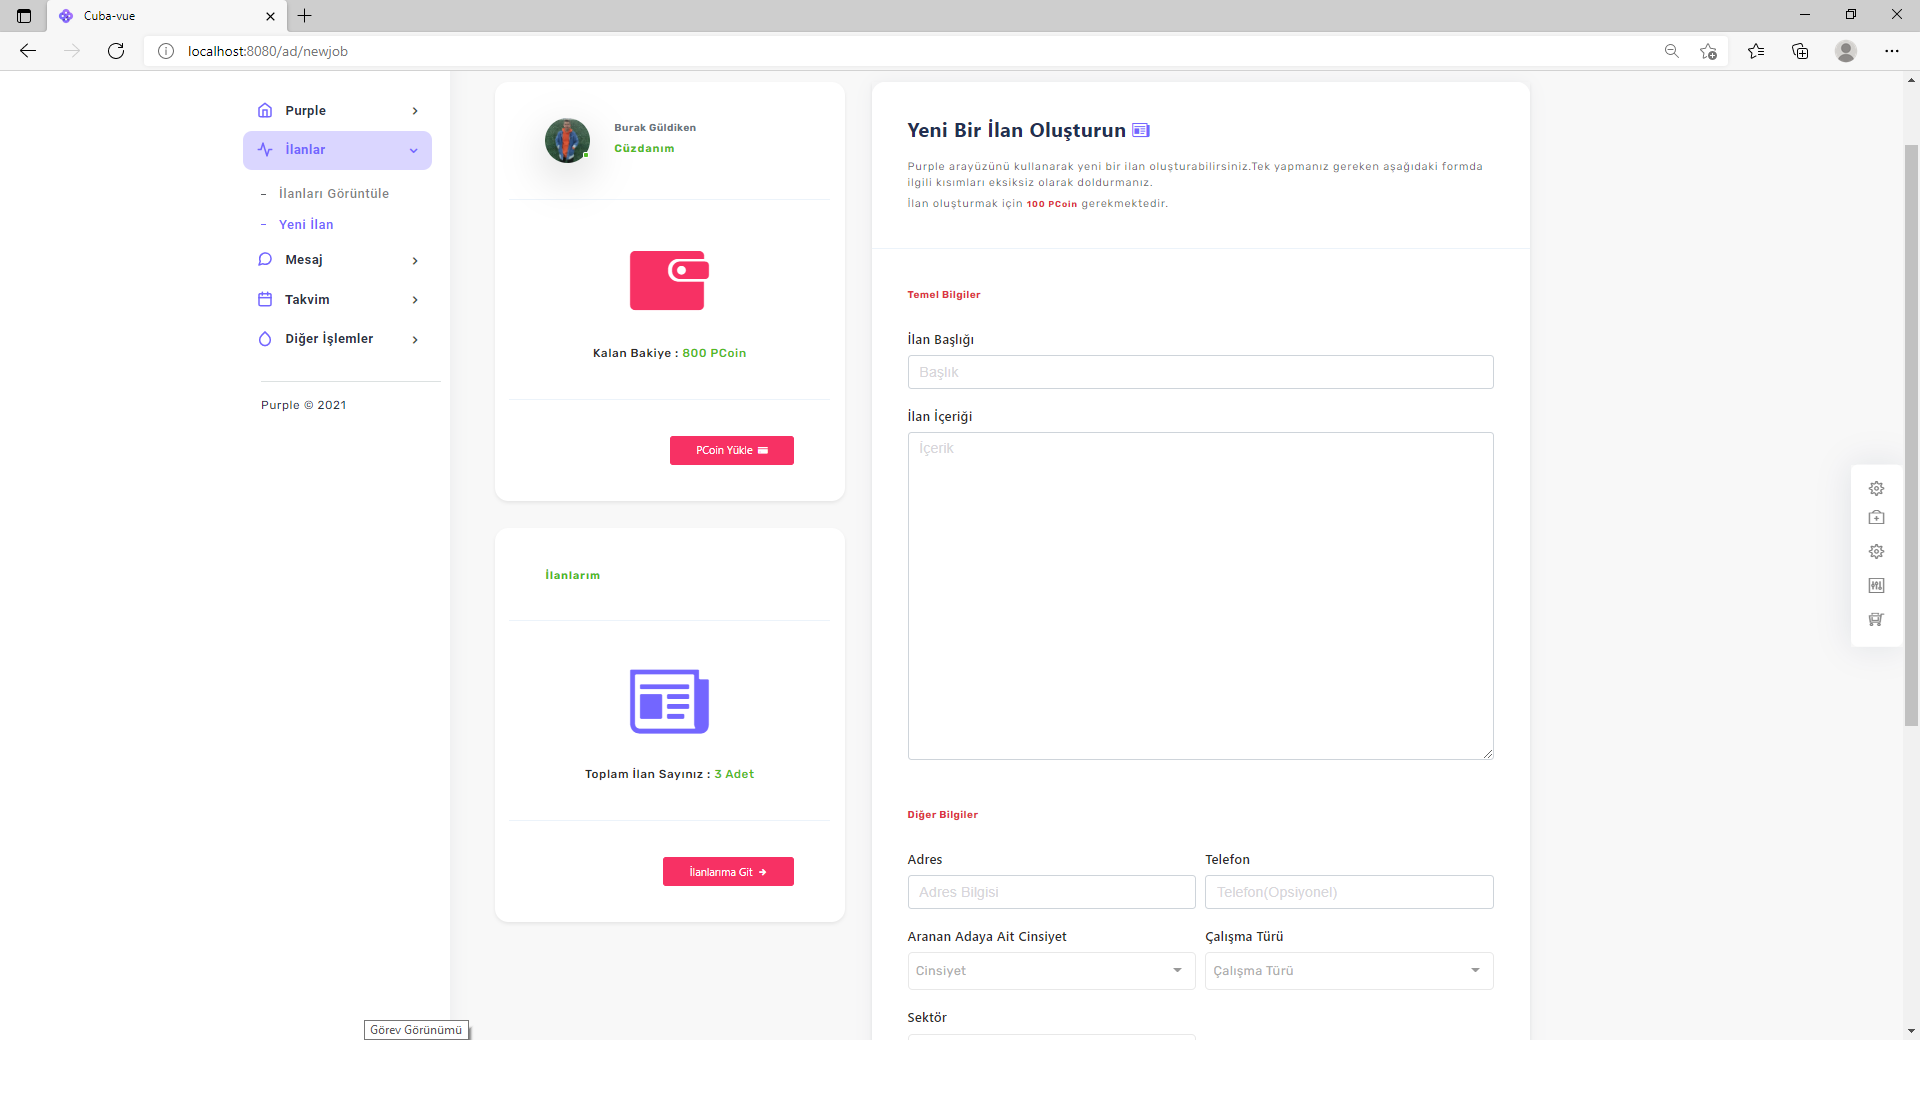 Cuba-vue
localhost:8080/ad/newjob
Purple
İlanlar
- İlanları Görüntüle
- Yeni İlan
Mesaj
Takvim
Diğer İşlemler
Purple © 2021
Burak Güldiken
Cüzdanım
Kalan Bakiye : 800 PCoin
PCoin Yükle
İlanlarım
Toplam İlan Sayınız : 3 Adet
İlanlarıma Git
Yeni Bir İlan Oluşturun
Purple arayüzünü kullanarak yeni bir ilan oluşturabilirsiniz.Tek yapmanız gereken aşağıdaki formda
ilgili kısımları eksiksiz olarak doldurmanız.
İlan oluşturmak için 100 PCoin gerekmektedir.
Temel Bilgiler
İlan Başlığı
Başlık
İlan İçeriği
İçerik
Diğer Bilgiler
Adres
Telefon
Adres Bilgisi
Telefon(Opsiyonel)
Aranan Adaya Ait Cinsiyet
Çalışma Türü
Cinsiyet
Çalışma Türü
Sektör
Görev Görünümü